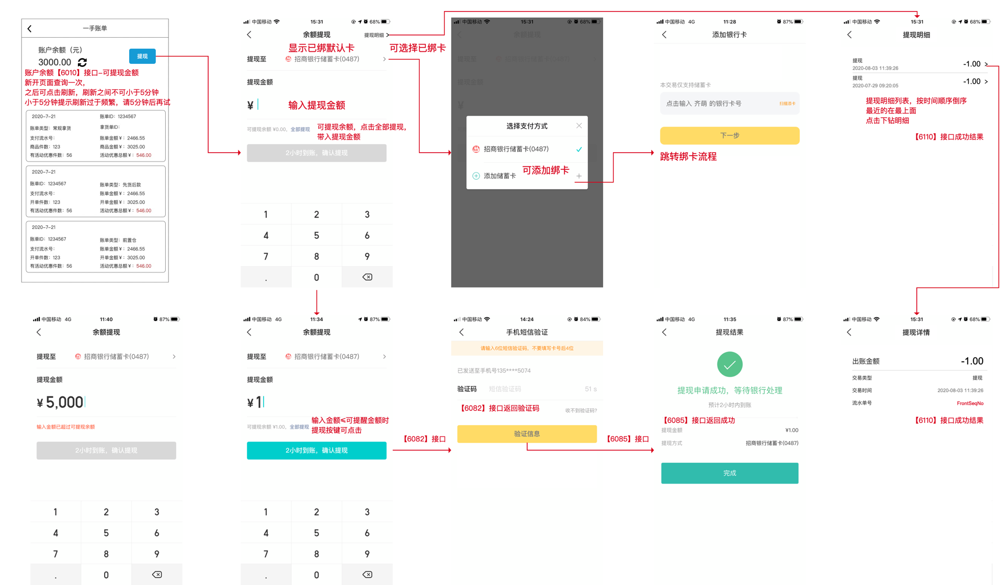 一手账单
账户余额（元）
3000.00
提现
账户余额【6010】接口-可提现金额
新开页面查询一次，
之后可点击刷新，刷新之间不可小于5分钟
小于5分钟提示刷新过于频繁，请5分钟后再试
2020-7-21
账单ID：1234567
账单类型：常规拿货
拿货单ID：
支付流水号：
账单金额¥：2466.55
商品件数：123
商品金额¥：3025.00
有活动优惠件数：56
活动优惠总额¥：546.00
2020-7-21
账单ID：1234567
账单类型：先货后款
支付流水号：
账单金额¥：2466.55
开单件数：123
开单金额¥：3025.00
有活动优惠件数：56
活动优惠总额¥：546.00
2020-7-21
账单ID：1234567
账单类型：前置仓
支付流水号：
账单金额¥：2466.55
开单件数：123
开单金额¥：3025.00
有活动优惠件数：56
活动优惠总额¥：546.00
中国移动 15:31 68%
余额提现
提现明细
显示已绑默认卡
可选择已绑卡
提现至 招商银行储蓄卡(0487)
提现金额
¥ 输入提现金额
可提现余额 ¥0.00，全部提现
可提现余额，点击全部提现，
带入提现金额
2小时到账，确认提现
1 2 3
4 5 6
7 8 9
. 0
中国移动 15:31 68%
余额提现
提现至 招商银行储蓄卡(0487)
提现金额
¥
选择支付方式
招商银行储蓄卡(0487)
可添加绑卡
添加储蓄卡
中国移动 4G 11:28 87%
添加银行卡
本交易仅支持储蓄卡
点击输入 齐萌 的银行卡号
扫描添卡
下一步
跳转绑卡流程
中国移动 15:31 68%
提现明细
提现
2020-08-03 11:39:26
-1.00
提现
2020-07-29 09:20:05
-1.00
提现明细列表，按时间顺序倒序
最近的在最上面
点击下钻明细
【6110】接口成功结果
中国移动 4G 11:40 87%
余额提现
提现至 招商银行储蓄卡(0487)
提现金额
¥ 5,000
输入金额已超过可提现余额
2小时到账，确认提现
1 2 3
4 5 6
7 8 9
. 0
中国移动 4G 11:34 87%
余额提现
提现至 招商银行储蓄卡(0487)
提现金额
¥ 1
可提现余额 ¥1.00，全部提现
输入金额≤可提醒金额时
提现按键可点击
2小时到账，确认提现
【6082】接口
1 2 3
4 5 6
7 8 9
. 0
中国移动 14:24 84%
手机短信验证
请输入6位短信验证码，不要填写卡号后4位
已发送至手机号135****5074
验证码 短信验证码 51 s
【6082】接口返回验证码
收不到验证码?
验证信息
【6085】接口
中国移动 4G 11:35 87%
提现结果
提现申请成功，等待银行处理
预计2小时内到账
【6085】接口返回成功
提现金额 ¥1.00
提现方式 招商银行储蓄卡(0487)
完成
中国移动 15:31 68%
提现详情
出账金额 -1.00
交易类型 提现
交易时间 2020-08-03 11:39:26
流水单号 FrontSeqNo
【6110】接口成功结果